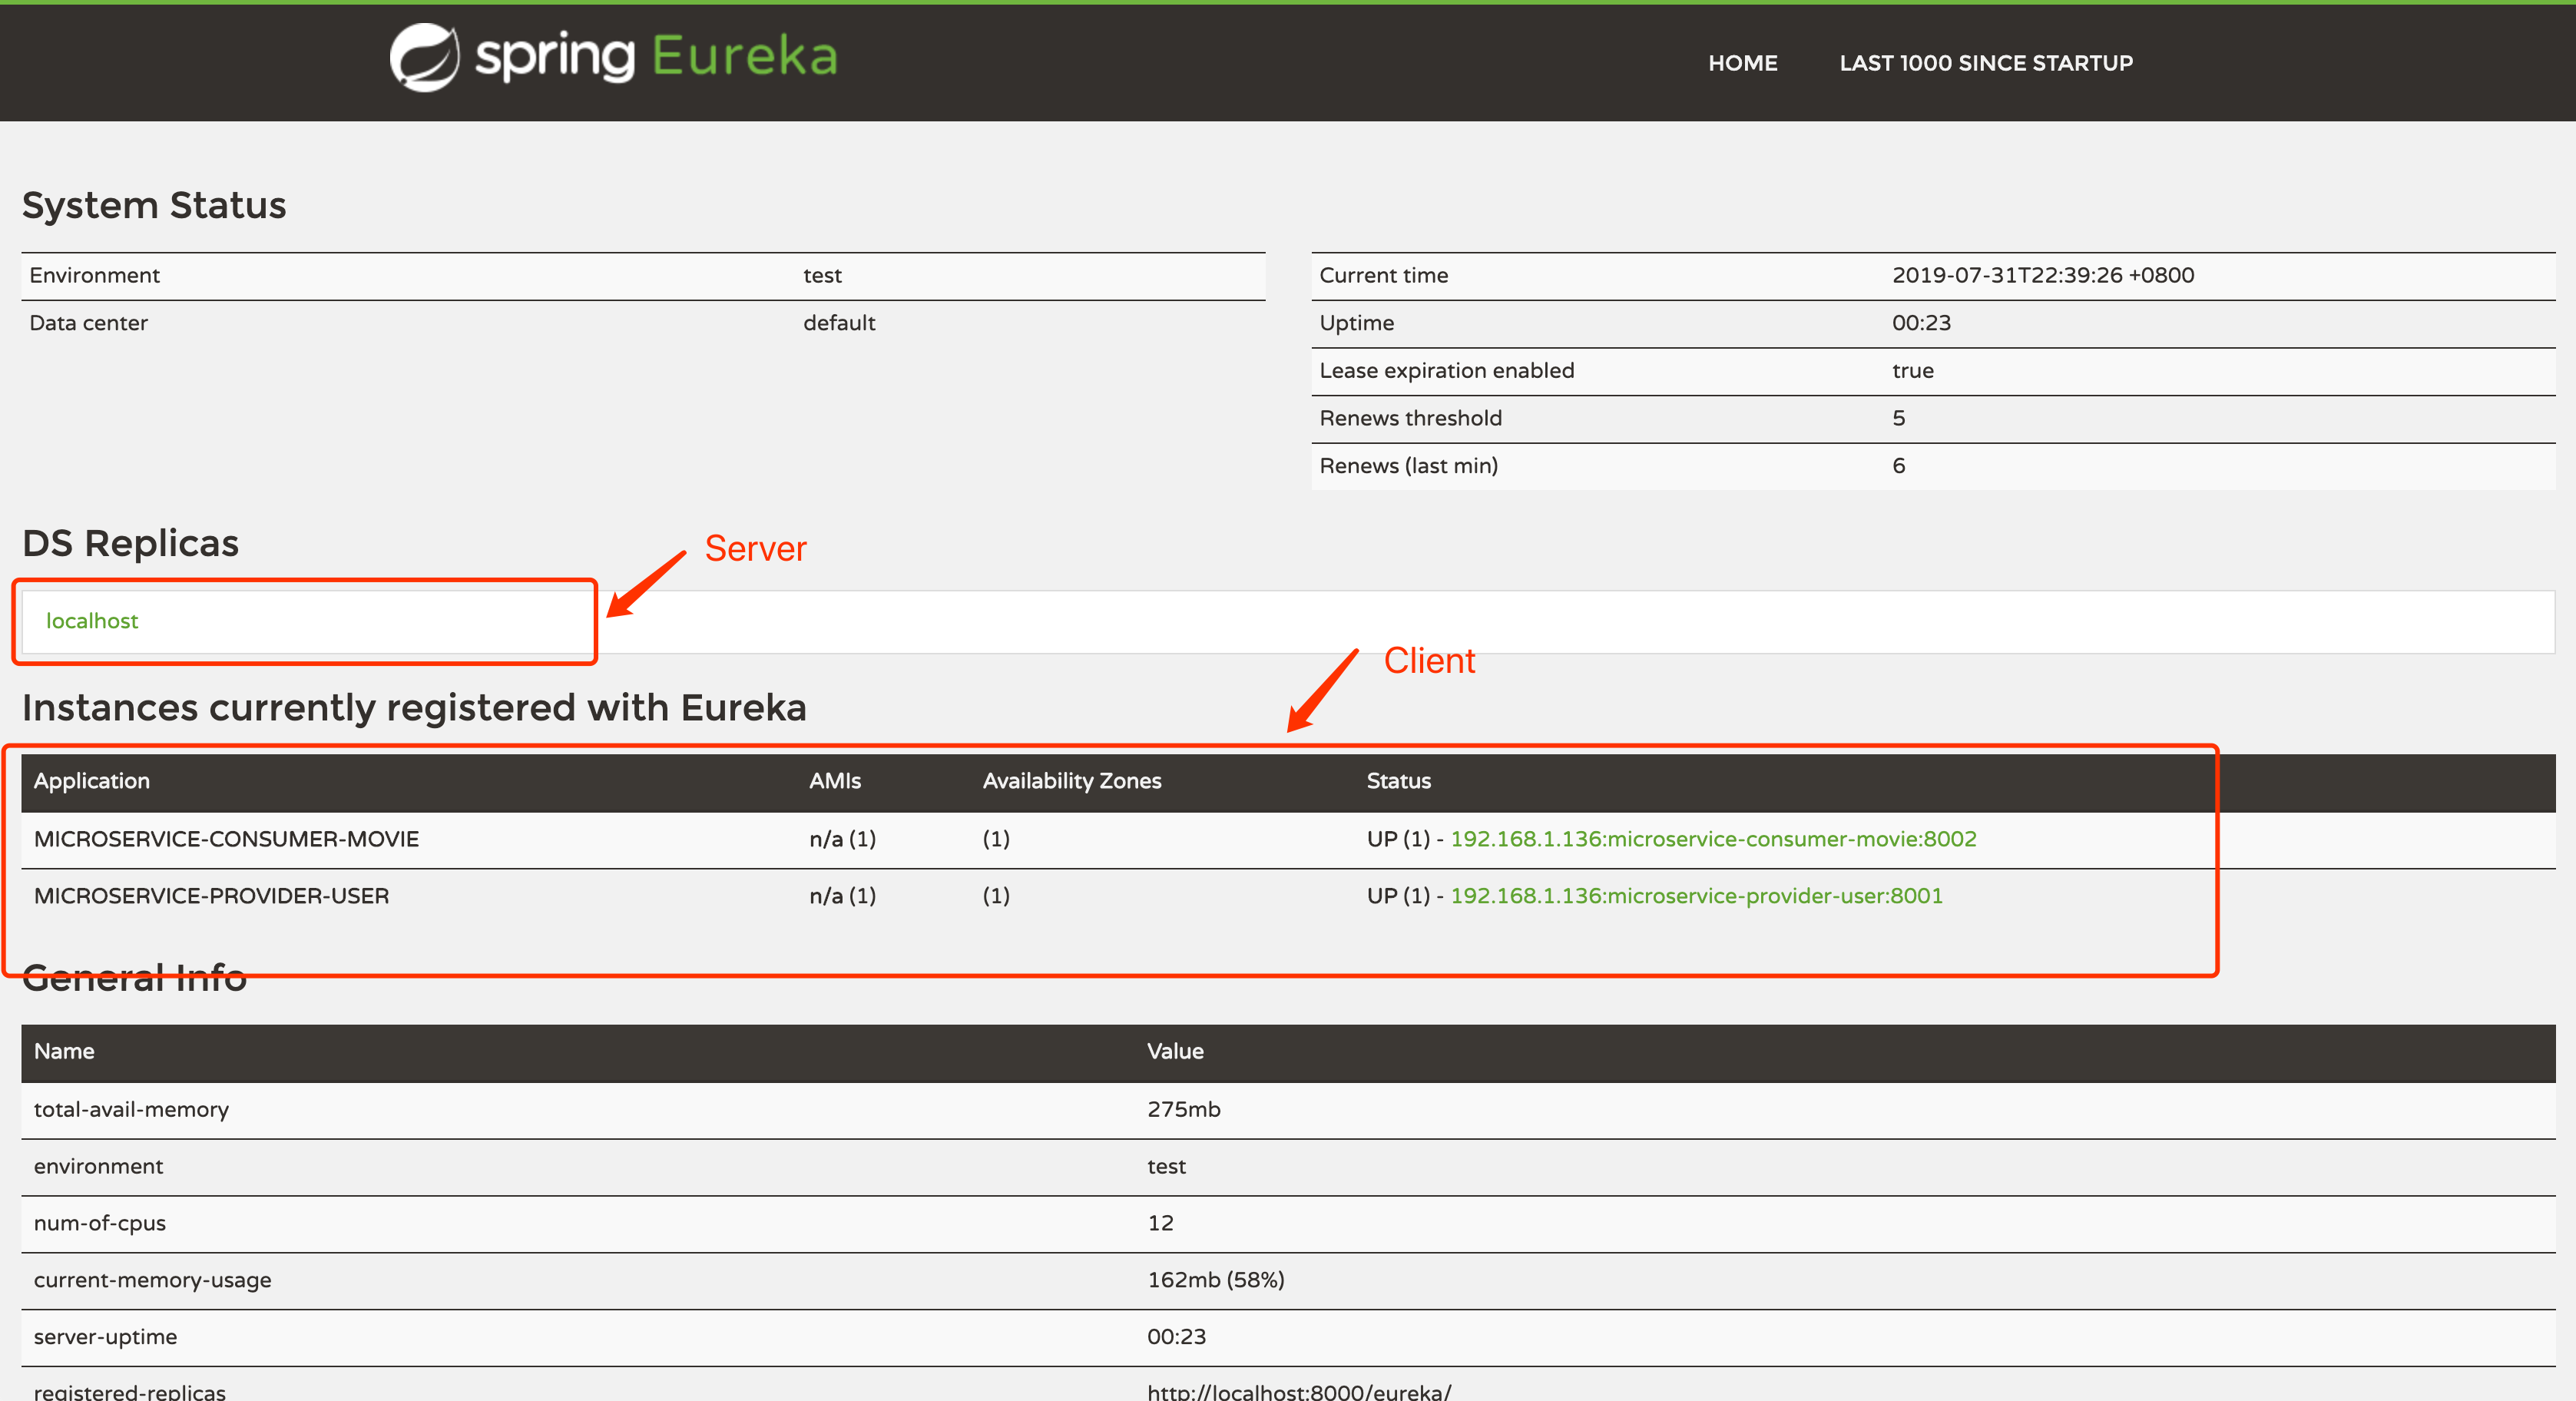 spring Eureka
HOME LAST 1000 SINCE STARTUP
System Status
Environment test
Data center default
Current time 2019-07-31T22:39:26 +0800
Uptime 00:23
Lease expiration enabled true
Renews threshold 5
Renews (last min) 6
DS Replicas
Server
localhost
Client
Instances currently registered with Eureka
Application AMIs Availability Zones Status
MICROSERVICE-CONSUMER-MOVIE n/a (1) (1) UP (1) - 192.168.1.136:microservice-consumer-movie:8002
MICROSERVICE-PROVIDER-USER n/a (1) (1) UP (1) - 192.168.1.136:microservice-provider-user:8001
General Info
Name Value
total-avail-memory 275mb
environment test
num-of-cpus 12
current-memory-usage 162mb (58%)
server-uptime 00:23
registered-replicas http://localhost:8000/eureka/